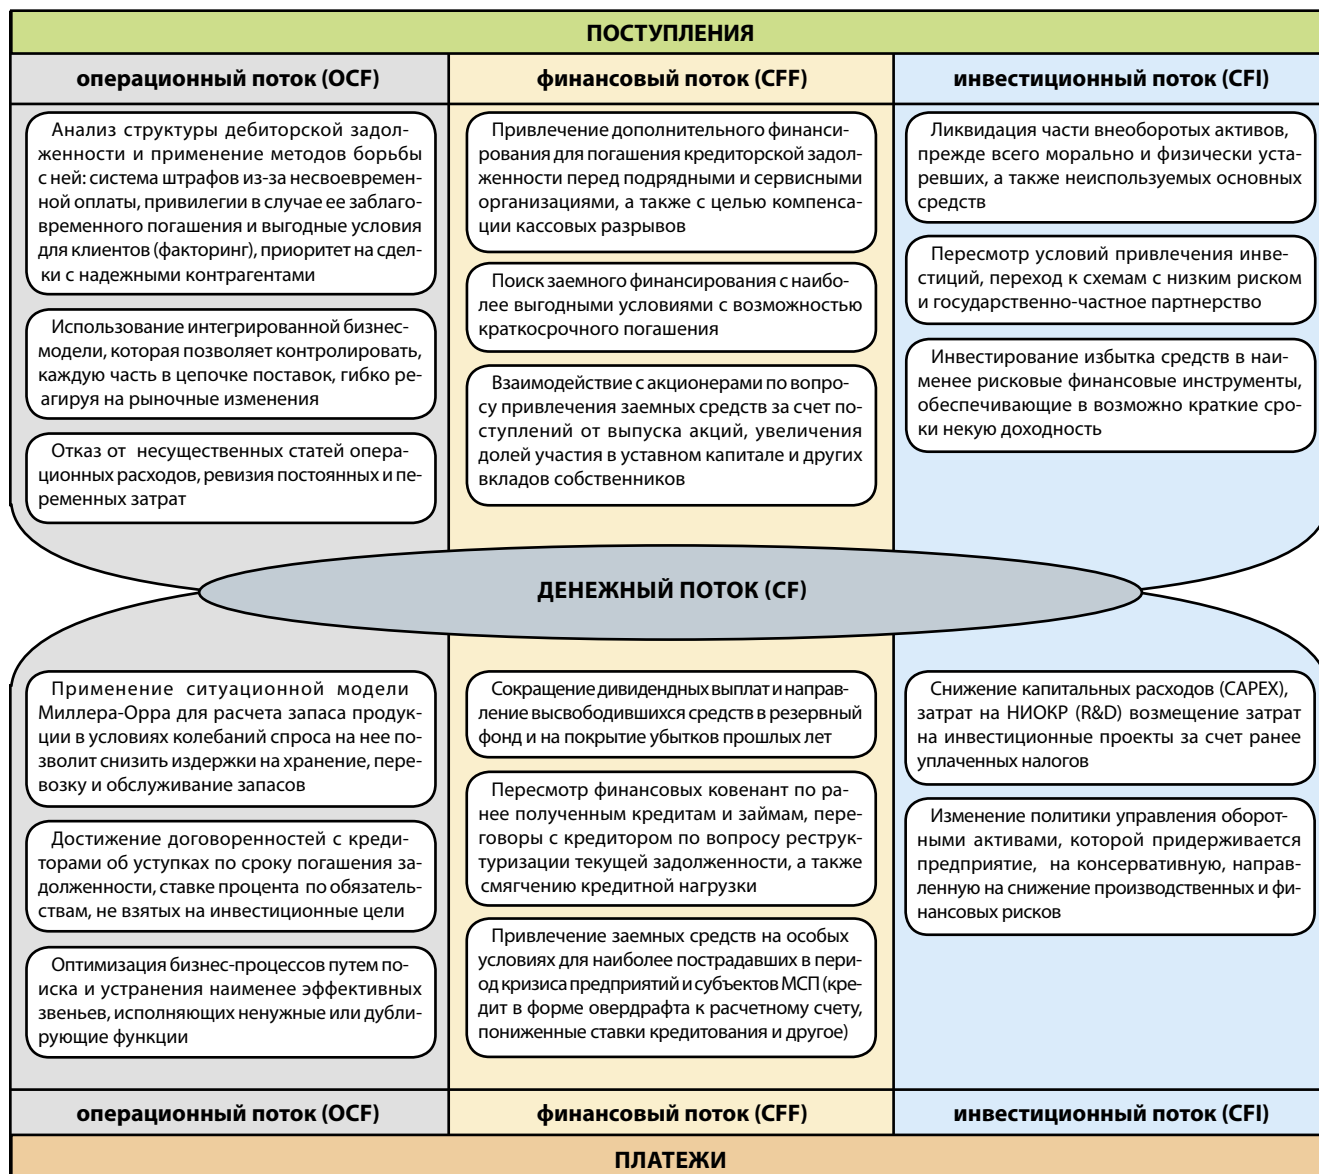 ПОСТУПЛЕНИЯ
операционный поток (OCF)
Анализ структуры дебиторской задол-
женности и применение методов борьбы
с ней: система штрафов из-за несвоевремен-
ной оплаты, привилегии в случае ее заблаго-
временного погашения и выгодные условия
для клиентов (факторинг), приоритет на сдел-
ки с надежными контрагентами
Использование интегрированной бизнес-
модели, которая позволяет контролировать,
каждую часть в цепочке поставок, гибко ре-
агируя на рыночные изменения
Отказ от несущественных статей опера-
ционных расходов, ревизия постоянных и пе-
ременных затрат
финансовый поток (CFF)
Привлечение дополнительного финанси-
рования для погашения кредиторской задол-
женности перед подрядными и сервисными
организациями, а также с целью компенса-
ции кассовых разрывов
Поиск заемного финансирования с наибо-
лее выгодными условиями с возможностью
краткосрочного погашения
Взаимодействие с акционерами по вопро-
су привлечения заемных средств за счет по-
ступлений от выпуска акций, увеличения
долей участия в уставном капитале и других
вкладов собственников
инвестиционный поток (CFI)
Ликвидация части внеоборотых активов,
прежде всего морально и физически уста-
ревших, а также неиспользуемых основных
средств
Пересмотр условий привлечения инве-
стиций, переход к схемам с низким риском
и государственно-частное партнерство
Инвестирование избытка средств в наи-
менее рисковые финансовые инструменты,
обеспечивающие в возможно краткие сро-
ки некую доходность
ДЕНЕЖНЫЙ ПОТОК (CF)
Применение ситуационной модели
Миллера-Орра для расчета запаса продук-
ции в условиях колебаний спроса на нее по-
зволит снизить издержки на хранение, пере-
возку и обслуживание запасов
Достижение договоренностей с креди-
торами об уступках по сроку погашения за-
долженности, ставке процента по обязатель-
ствам, не взятых на инвестиционные цели
Оптимизация бизнес-процессов путем по-
иска и устранения наименее эффективных
звеньев, исполняющих ненужные или дубли-
рующие функции
операционный поток (OCF)
Сокращение дивидендных выплат и направ-
ление высвободившихся средств в резервный
фонд и на покрытие убытков прошлых лет
Пересмотр финансовых ковенант по ра-
нее полученным кредитам и займам, пере-
говоры с кредитором по вопросу реструк-
туризации текущей задолженности, а также
смягчению кредитной нагрузки
Привлечение заемных средств на особых
условиях для наиболее пострадавших в пери-
од кризиса предприятий и субъектов МСП (кре-
дит в форме овердрафта к расчетному счету,
пониженные ставки кредитования и другое)
финансовый поток (CFF)
Снижение капитальных расходов (CAPEX),
затрат на НИОКР (R&D) возмещение затрат
на инвестиционные проекты за счет ранее
уплаченных налогов
Изменение политики управления оборот-
ными активами, которой придерживается
предприятие, на консервативную, направ-
ленную на снижение производственных и фи-
нансовых рисков
инвестиционный поток (CFI)
ПЛАТЕЖИ